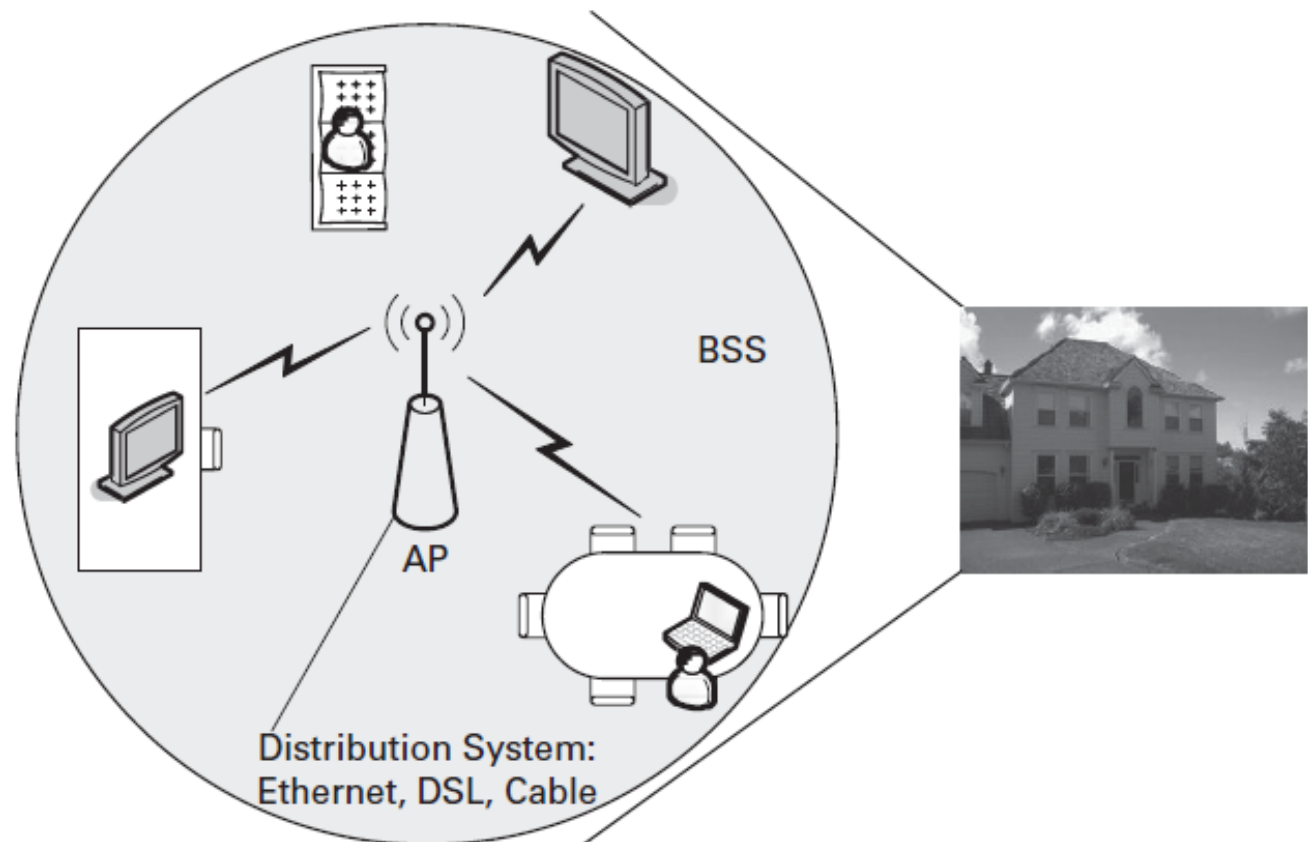 BSS
AP
Distribution System:
Ethernet, DSL, Cable